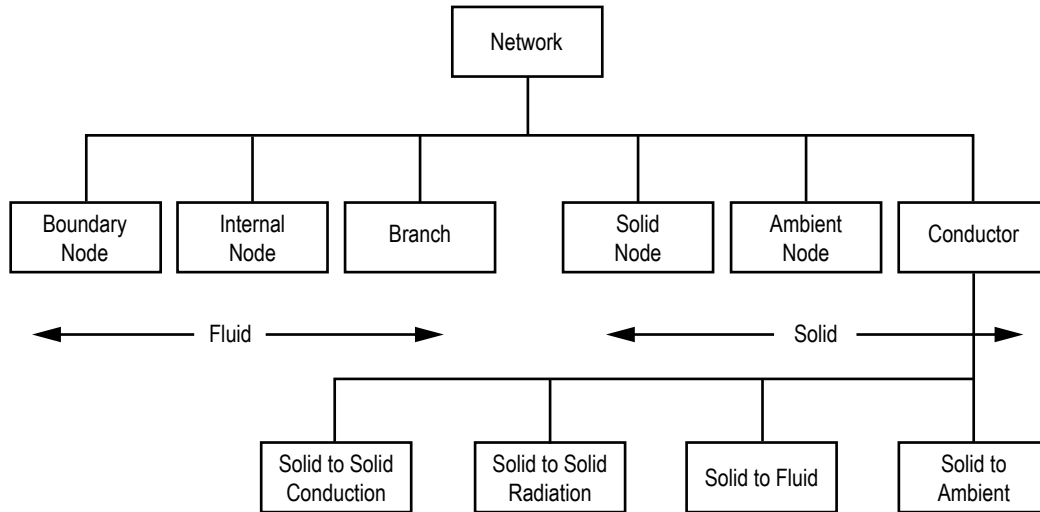 Network
Boundary
Node
Internal
Node
Branch
Solid
Node
Ambient
Node
Conductor
Fluid
Solid
Solid to Solid
Conduction
Solid to Solid
Radiation
Solid to Fluid
Solid to
Ambient